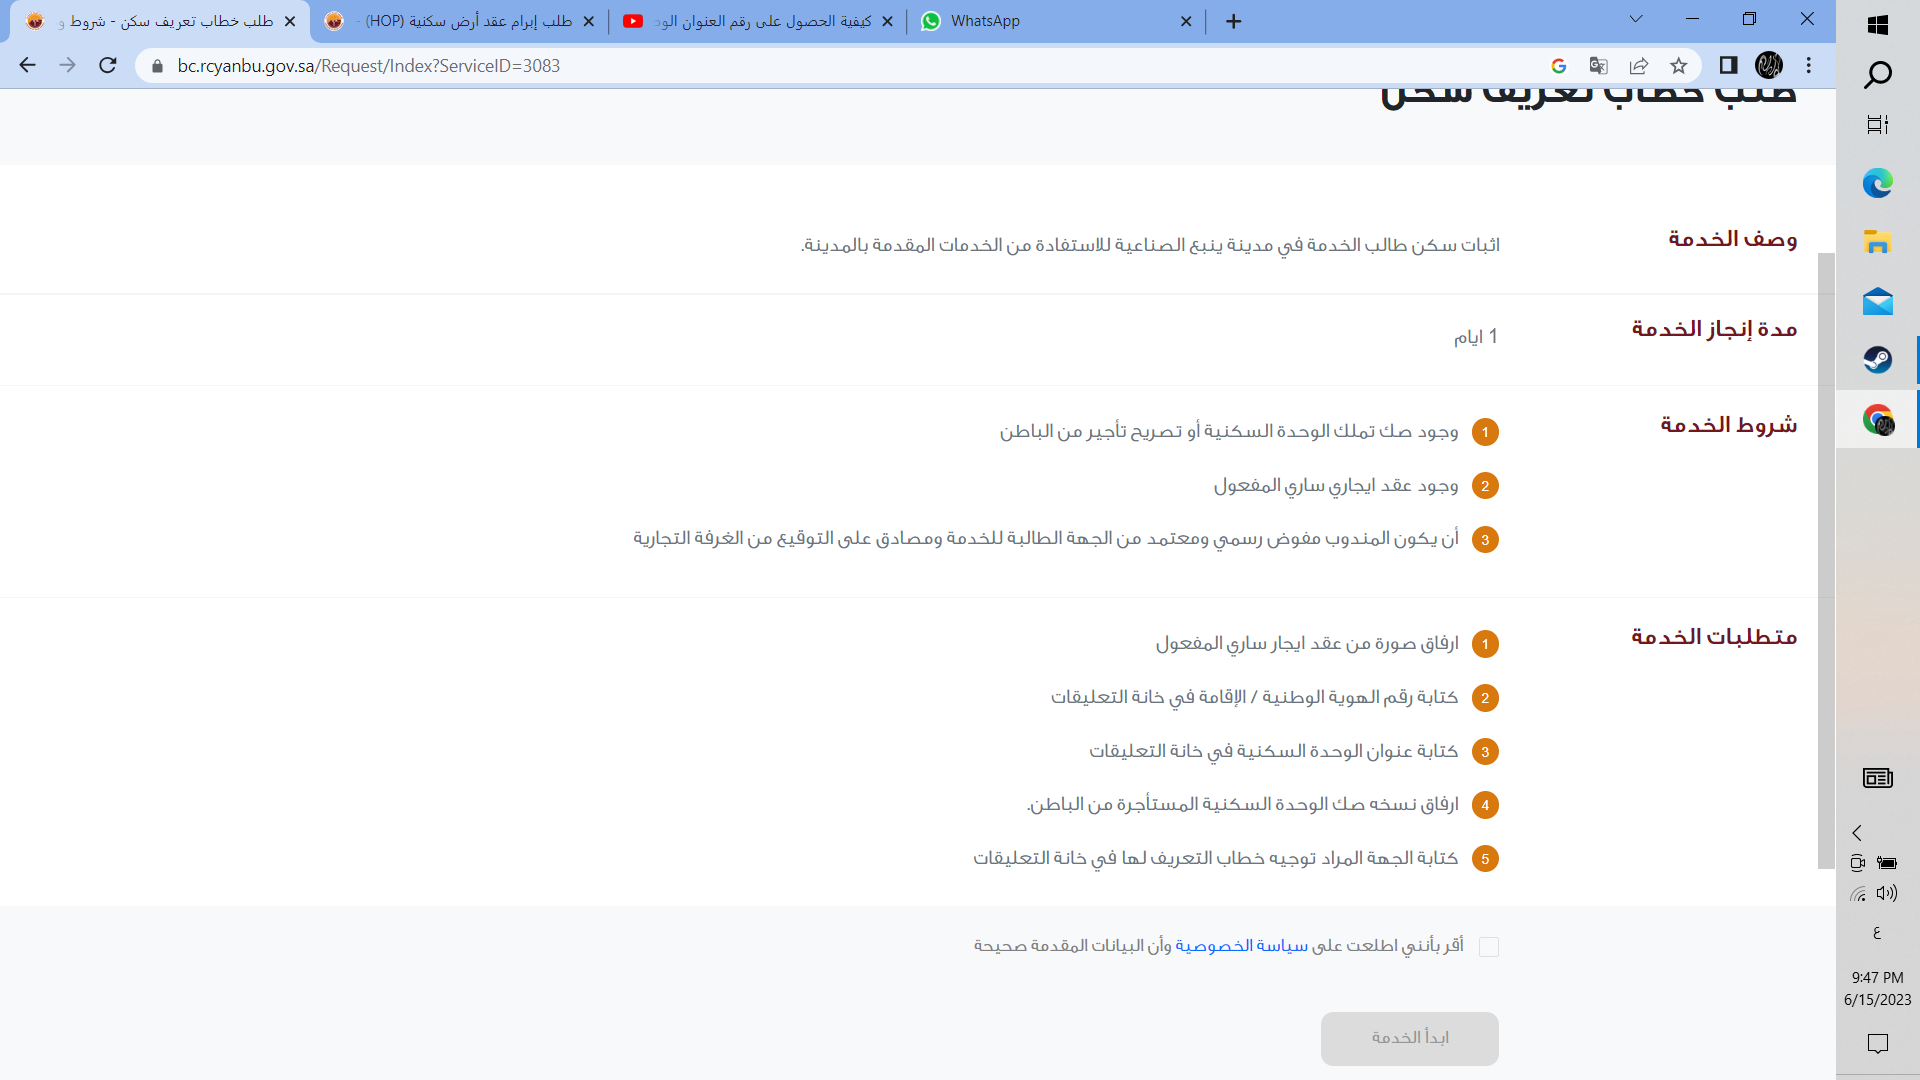 طلب خطاب تعريف سكن - شروط و
طلب إبرام عقد أرض سكنية (HOP) -
كيفية الحصول على رقم العنوان الو
WhatsApp
bc.rcyanbu.gov.sa/Request/Index?ServiceID=3083
طلب خطاب تعريف سكن
وصف الخدمة
اثبات سكن طالب الخدمة في مدينة ينبع الصناعية للاستفادة من الخدمات المقدمة بالمدينة.
مدة إنجاز الخدمة
1 ايام
شروط الخدمة
1 وجود صك تملك الوحدة السكنية أو تصريح تأجير من الباطن
2 وجود عقد ايجاري ساري المفعول
3 أن يكون المندوب مفوض رسمي ومعتمد من الجهة الطالبة للخدمة ومصادق على التوقيع من الغرفة التجارية
متطلبات الخدمة
1 ارفاق صورة من عقد ايجار ساري المفعول
2 كتابة رقم الهوية الوطنية / الإقامة في خانة التعليقات
3 كتابة عنوان الوحدة السكنية في خانة التعليقات
4 ارفاق نسخه صك الوحدة السكنية المستأجرة من الباطن.
5 كتابة الجهة المراد توجيه خطاب التعريف لها في خانة التعليقات
أقر بأنني اطلعت على سياسة الخصوصية وأن البيانات المقدمة صحيحة
ابدأ الخدمة
ع
9:47 PM
6/15/2023